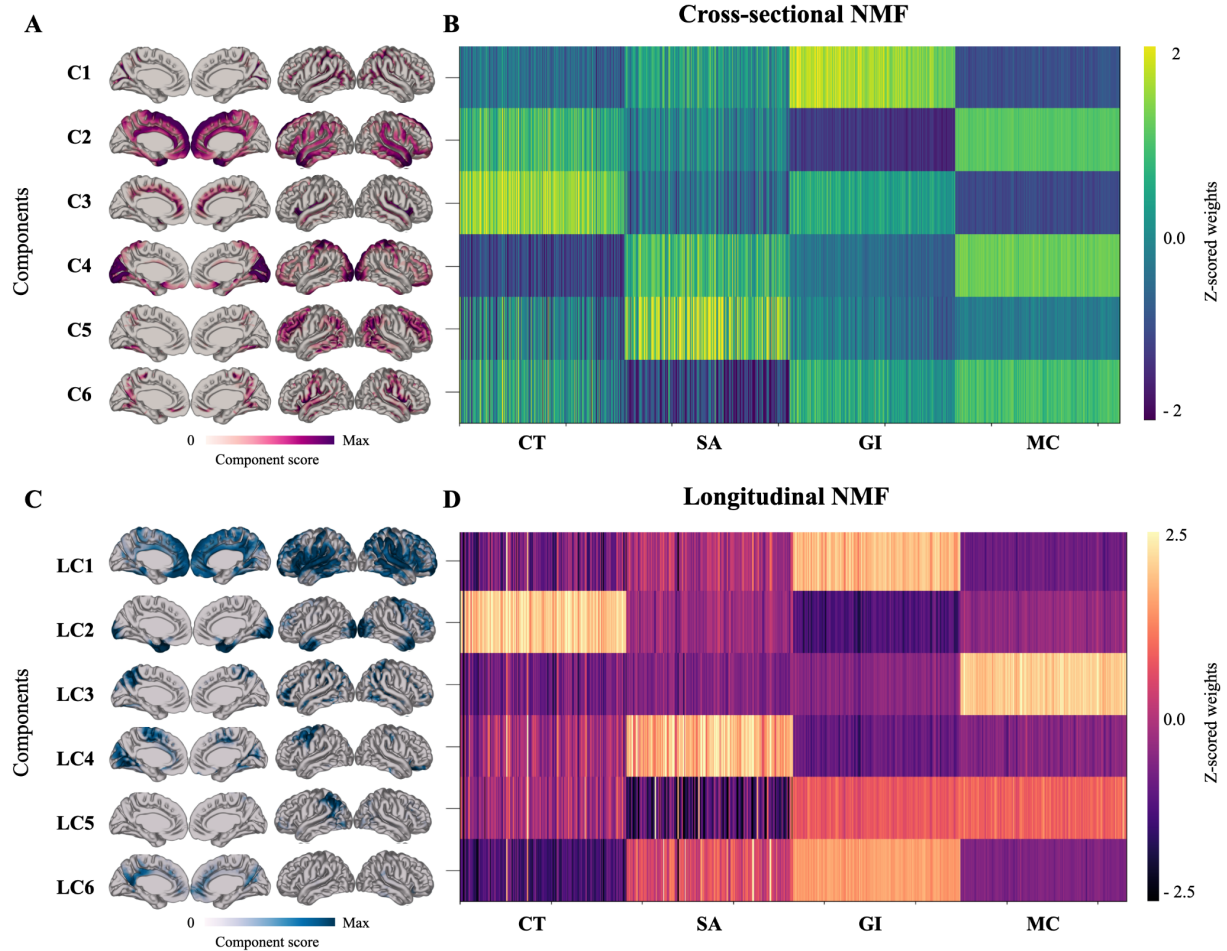 Cross-sectional NMF
A
B
C1
C2
C3
C4
C5
C6
Components
0
Max
Component score
CT
SA
GI
MC
2
0.0
- 2
Z-scored weights
Longitudinal NMF
C
D
LC1
LC2
LC3
LC4
LC5
LC6
Components
0
Max
Component score
CT
SA
GI
MC
2.5
0.0
- 2.5
Z-scored weights